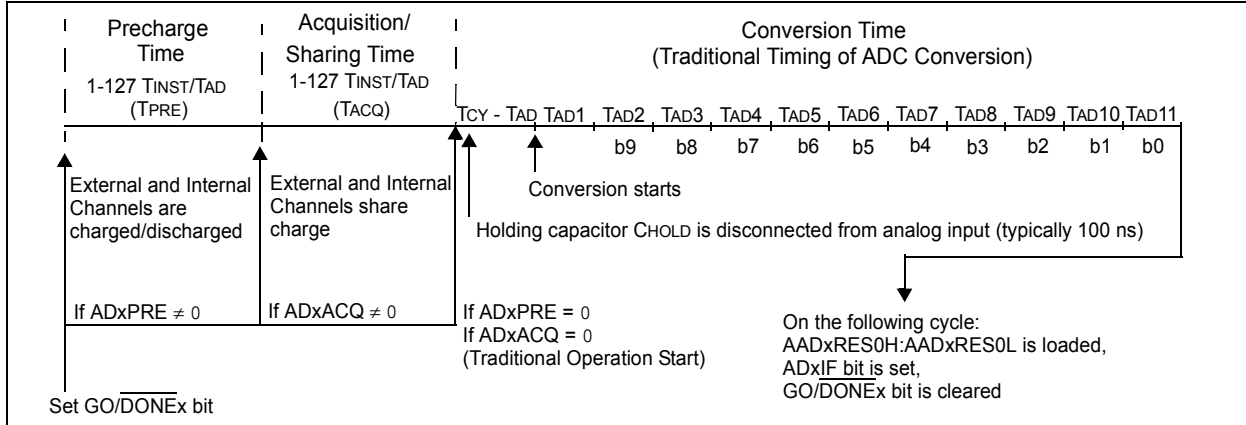 Precharge
Time
1-127 TINST/TAD
(TPRE)
Acquisition/
Sharing Time
1-127 TINST/TAD
(TACQ)
Conversion Time
(Traditional Timing of ADC Conversion)
TCY - TAD TAD1 TAD2 TAD3 TAD4 TAD5 TAD6 TAD7 TAD8 TAD9 TAD10 TAD11
b9 b8 b7 b6 b5 b4 b3 b2 b1 b0
External and Internal
Channels are
charged/discharged
External and Internal
Channels share
charge
Conversion starts
Holding capacitor CHOLD is disconnected from analog input (typically 100 ns)
If ADxPRE ≠ 0
If ADxACQ ≠ 0
If ADxPRE = 0
If ADxACQ = 0
(Traditional Operation Start)
On the following cycle:
AADxRES0H:AADxRES0L is loaded,
ADxIF bit is set,
GO/DONEx bit is cleared
Set GO/DONEx bit